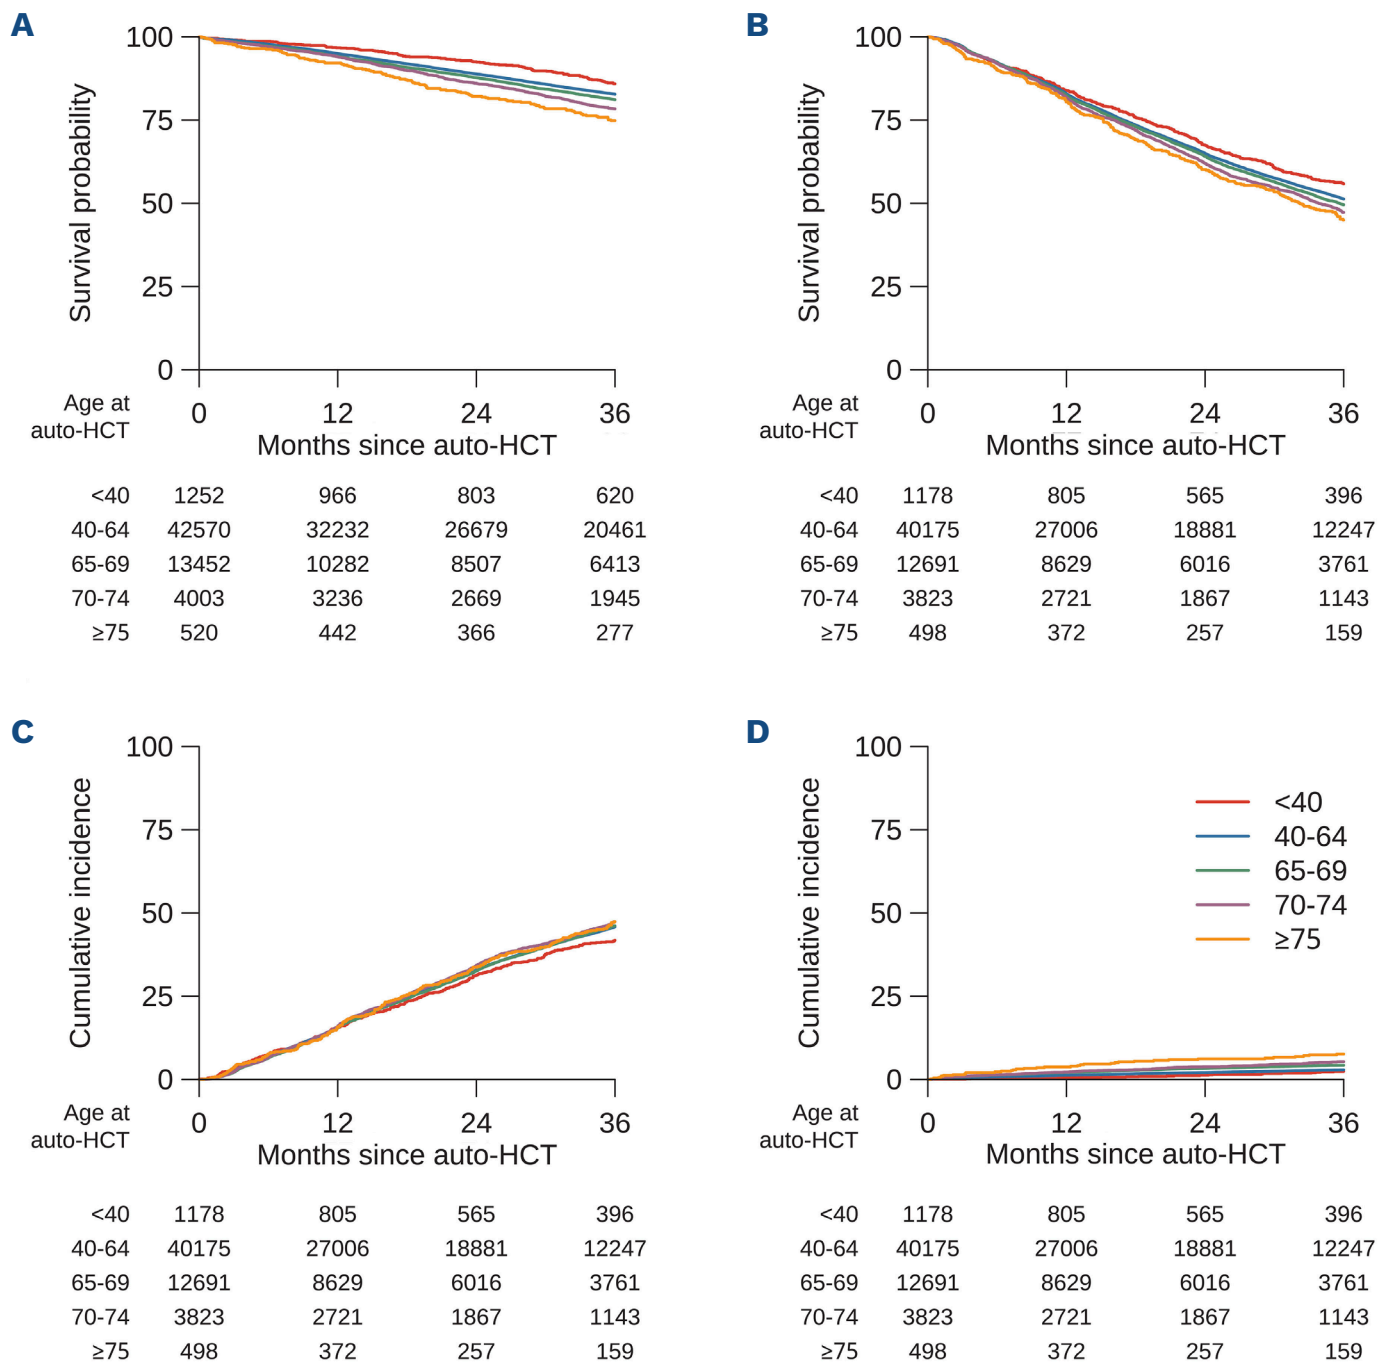 A
100
75
50
25
0
Survival probability
0 12 24 36
Months since auto-HCT
Age at
auto-HCT
<40 1252 966 803 620
40-64 42570 32232 26679 20461
65-69 13452 10282 8507 6413
70-74 4003 3236 2669 1945
≥75 520 442 366 277
B
100
75
50
25
0
Survival probability
0 12 24 36
Months since auto-HCT
Age at
auto-HCT
<40 1178 805 565 396
40-64 40175 27006 18881 12247
65-69 12691 8629 6016 3761
70-74 3823 2721 1867 1143
≥75 498 372 257 159
C
100
75
50
25
0
Cumulative incidence
0 12 24 36
Months since auto-HCT
Age at
auto-HCT
<40 1178 805 565 396
40-64 40175 27006 18881 12247
65-69 12691 8629 6016 3761
70-74 3823 2721 1867 1143
≥75 498 372 257 159
D
100
75
50
25
0
Cumulative incidence
<40
40-64
65-69
70-74
≥75
0 12 24 36
Months since auto-HCT
Age at
auto-HCT
<40 1178 805 565 396
40-64 40175 27006 18881 12247
65-69 12691 8629 6016 3761
70-74 3823 2721 1867 1143
≥75 498 372 257 159